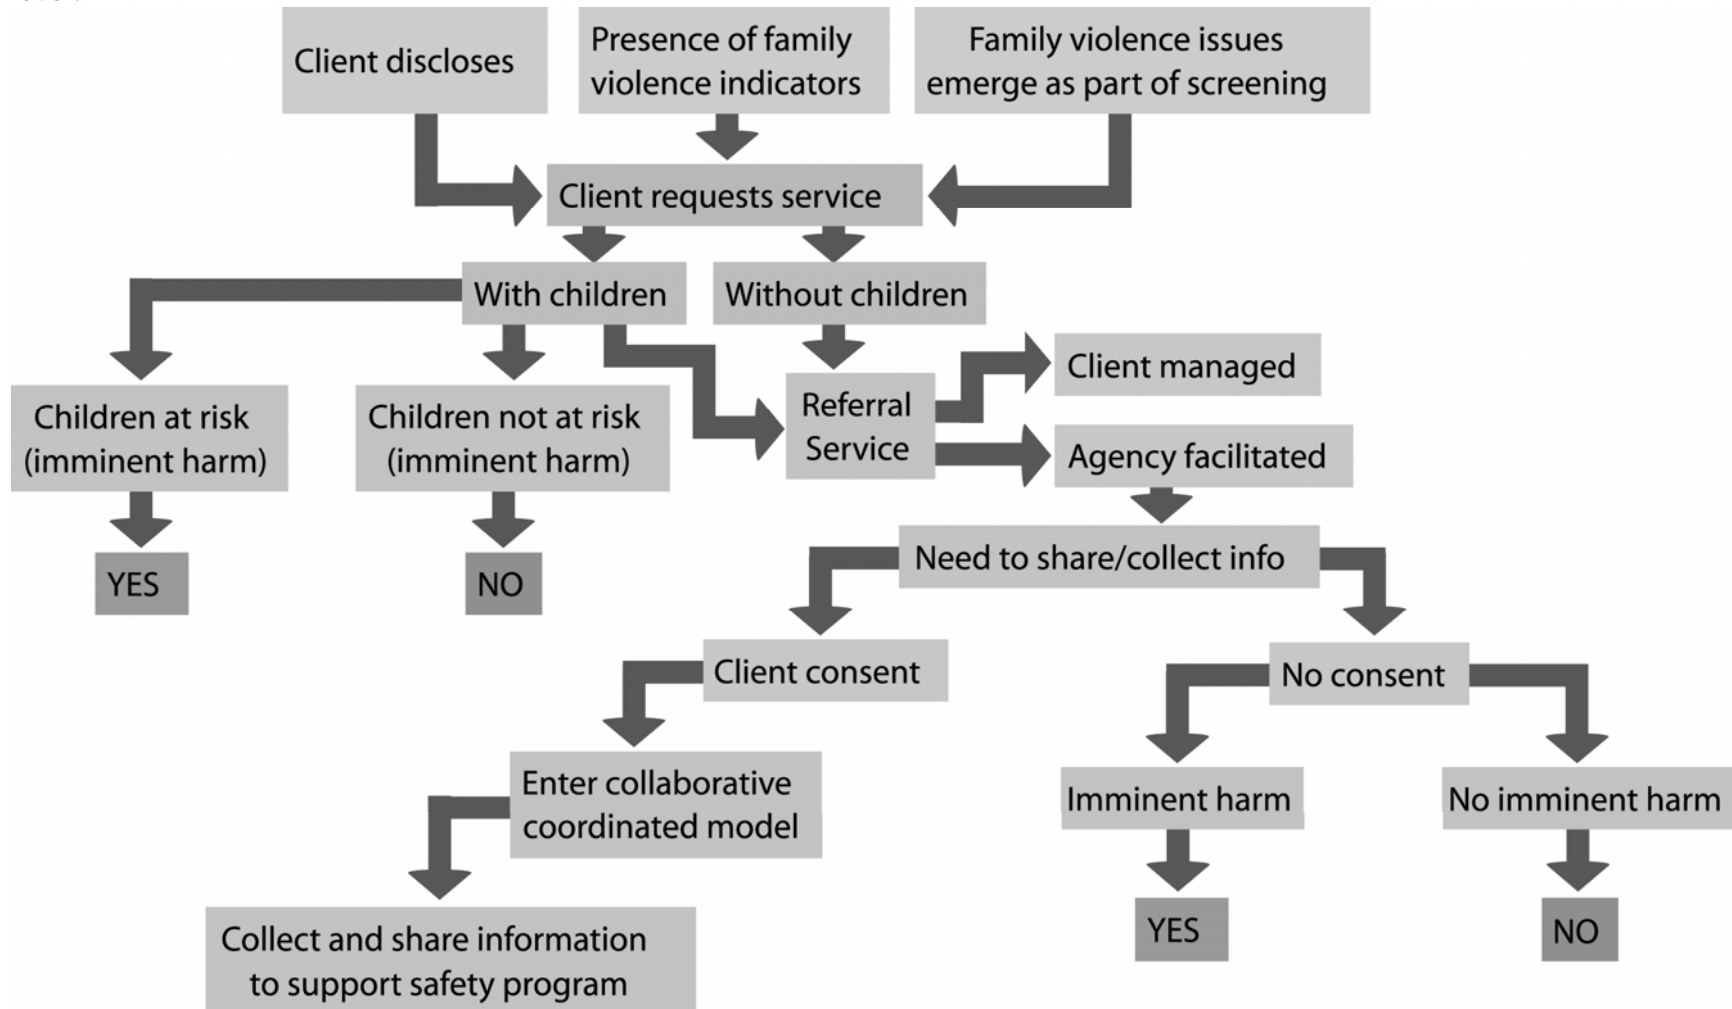 Client discloses
Presence of family
violence indicators
Family violence issues
emerge as part of screening
Client requests service
With children
Without children
Client managed
Children at risk
(imminent harm)
Children not at risk
(imminent harm)
Referral
Service
Agency facilitated
YES
NO
Need to share/collect info
Client consent
No consent
Enter collaborative
coordinated model
Imminent harm
No imminent harm
YES
NO
Collect and share information
to support safety program